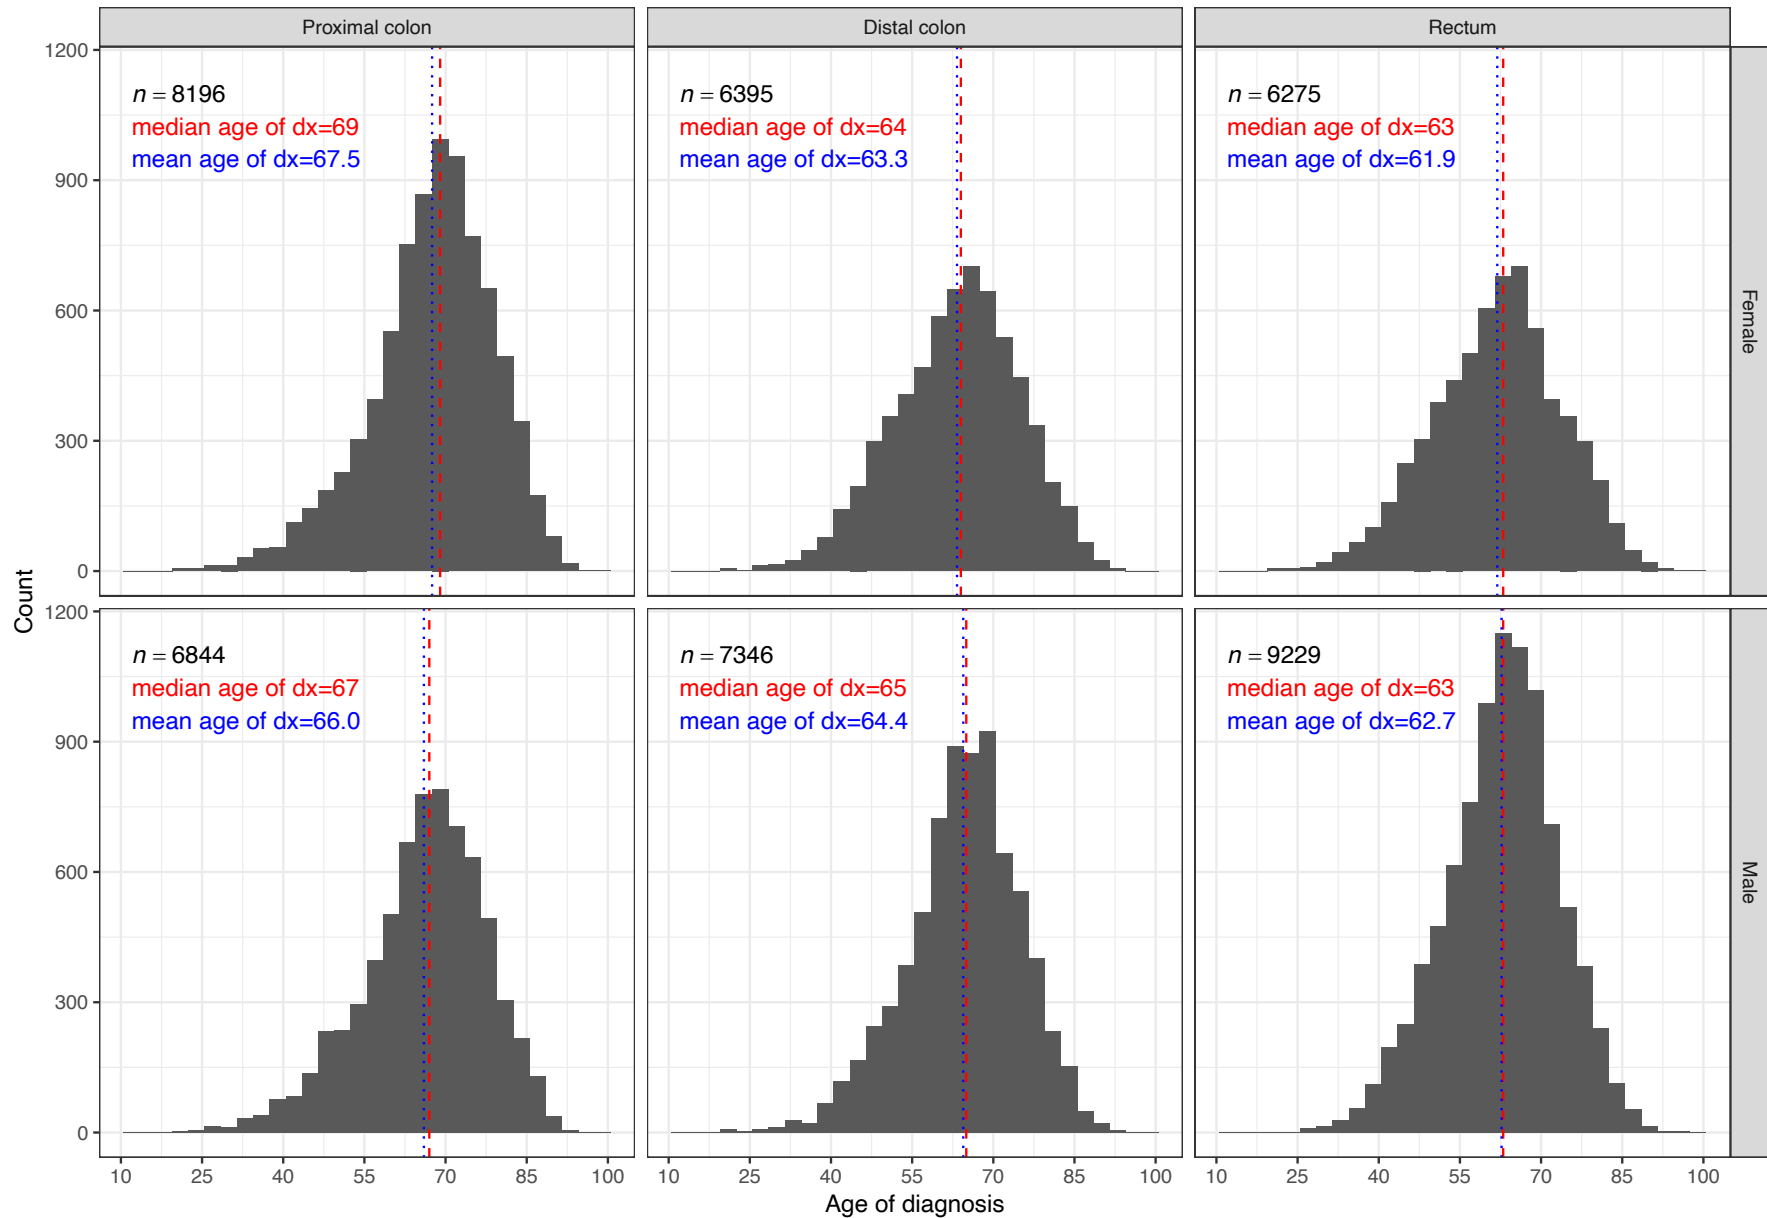 Proximal colon
Distal colon
Rectum
1200
900
600
300
0
n = 8196
median age of dx=69
mean age of dx=67.5
n = 6395
median age of dx=64
mean age of dx=63.3
n = 6275
median age of dx=63
mean age of dx=61.9
Female
Count
1200
900
600
300
0
n = 6844
median age of dx=67
mean age of dx=66.0
n = 7346
median age of dx=65
mean age of dx=64.4
n = 9229
median age of dx=63
mean age of dx=62.7
Male
10 25 40 55 70 85 100
10 25 40 55 70 85 100
10 25 40 55 70 85 100
Age of diagnosis